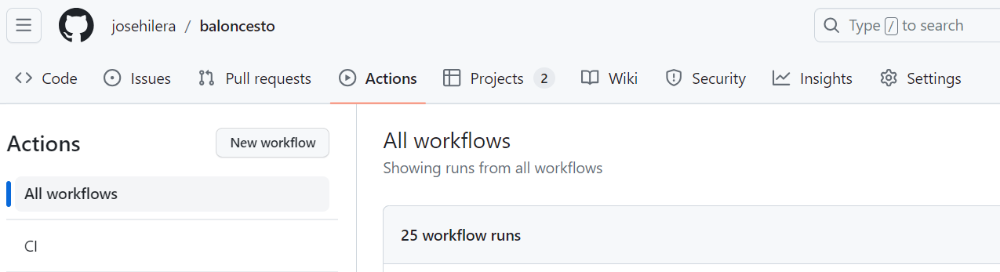 josehilera / baloncesto
Type / to search
Code Issues Pull requests Actions Projects 2 Wiki Security Insights Settings
Actions
New workflow
All workflows
CI
All workflows
Showing runs from all workflows
25 workflow runs